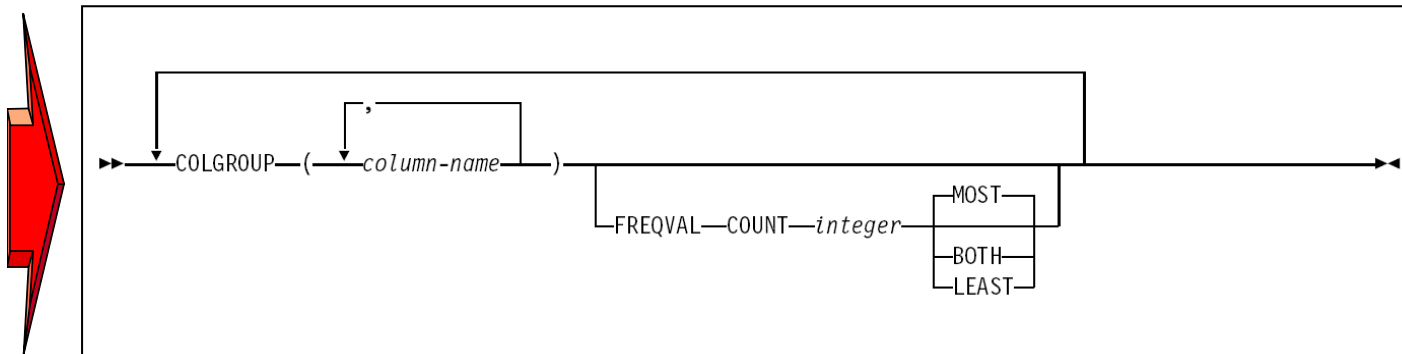 ,
COLGROUP ( column-name )
MOST
FREQVAL COUNT integer
BOTH
LEAST